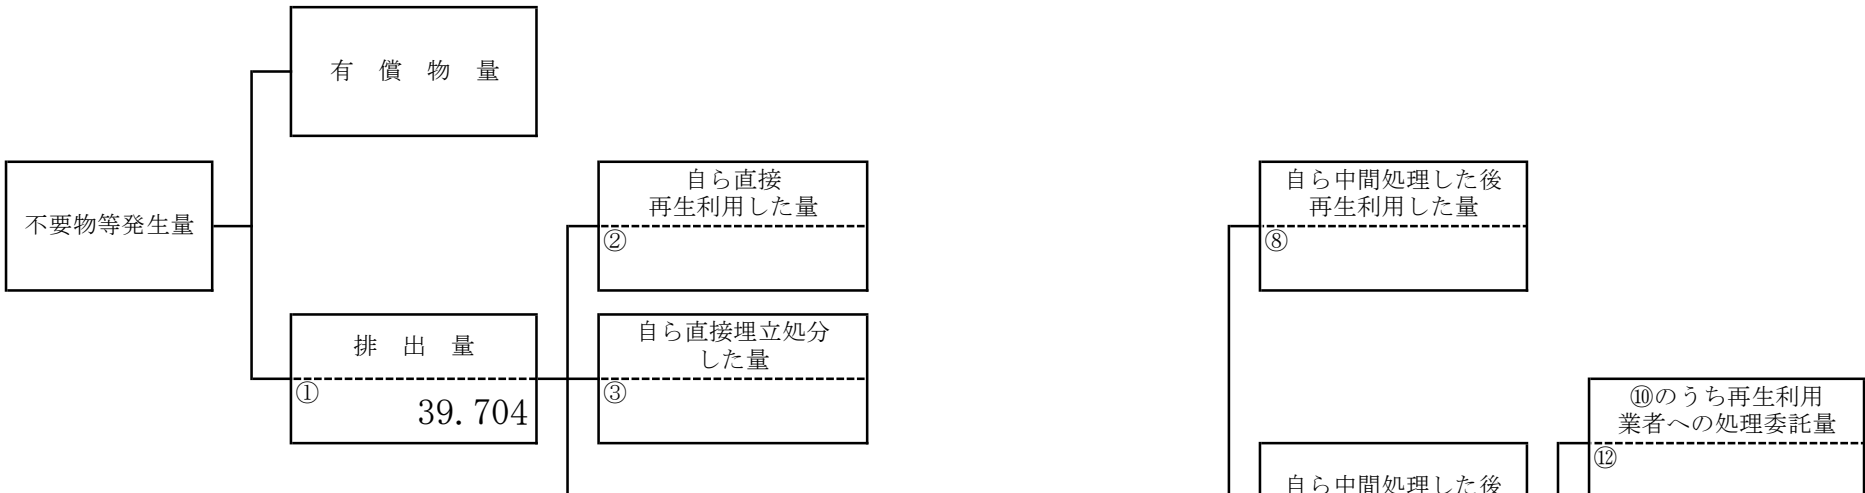 有償物量
不要物等発生量
排出量
①
39.704
自ら直接
再生利用した量
②
自ら直接埋立処分
した量
③
自ら中間処理した後
再生利用した量
⑧
自ら中間処理した後
⑩のうち再生利用
業者への処理委託量
⑫